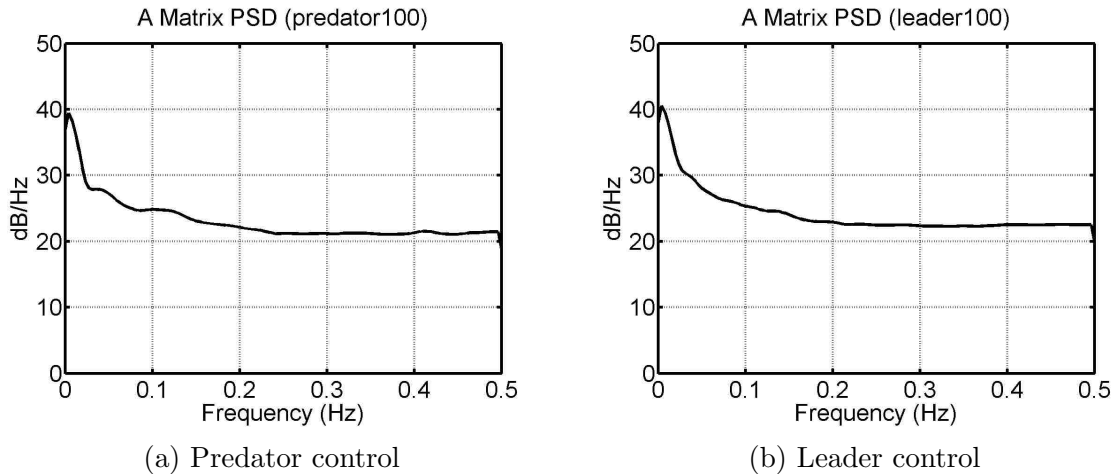 A Matrix PSD (predator100)
50
40
30
20
10
0
dB/Hz
0 0.1 0.2 0.3 0.4 0.5
Frequency (Hz)
(a) Predator control
A Matrix PSD (leader100)
50
40
30
20
10
0
dB/Hz
0 0.1 0.2 0.3 0.4 0.5
Frequency (Hz)
(b) Leader control